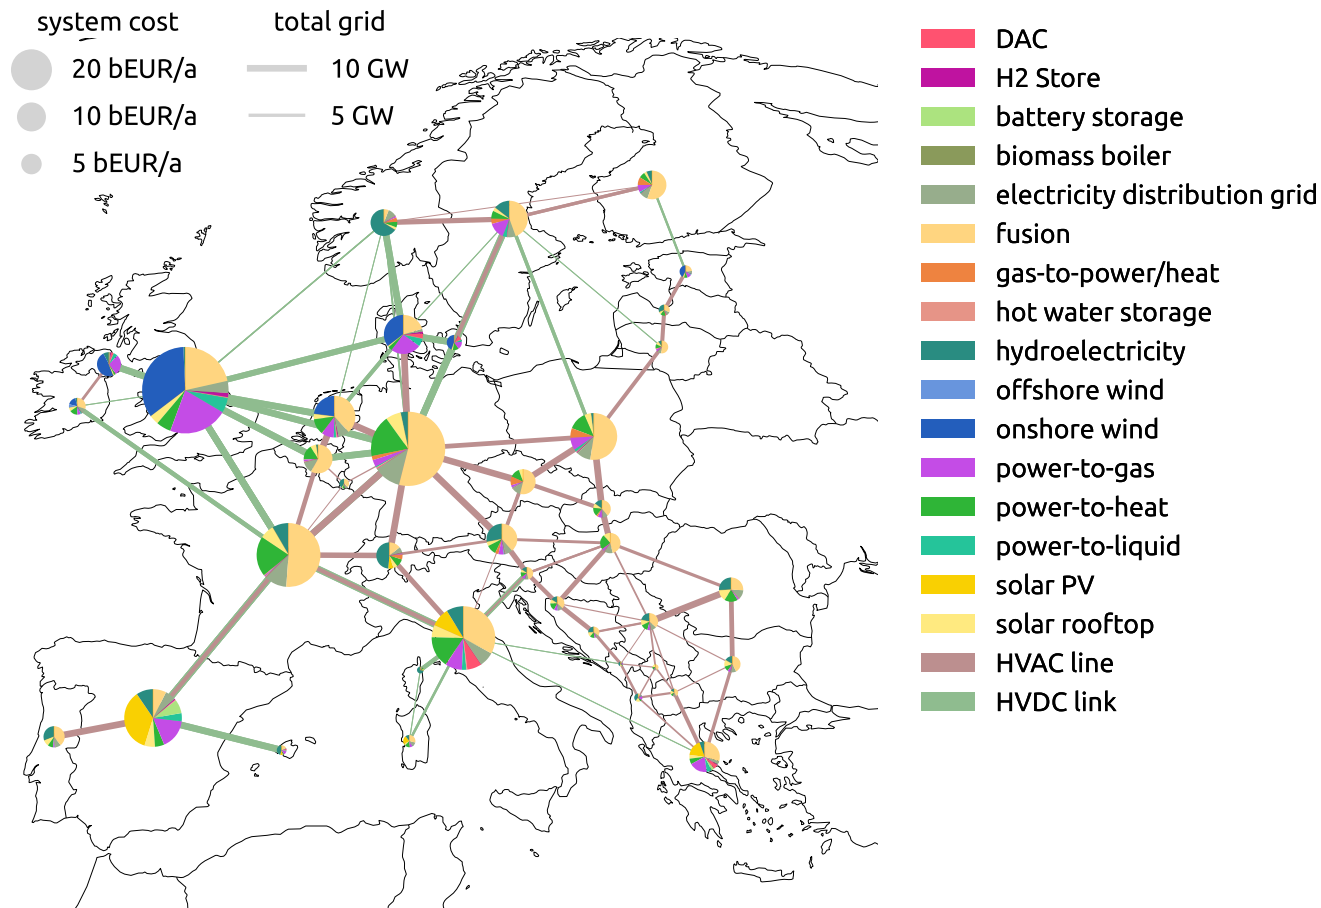 system cost
total grid
20 bEUR/a
10 GW
10 bEUR/a
5 GW
5 bEUR/a
DAC
H2 Store
battery storage
biomass boiler
electricity distribution grid
fusion
gas-to-power/heat
hot water storage
hydroelectricity
offshore wind
onshore wind
power-to-gas
power-to-heat
power-to-liquid
solar PV
solar rooftop
HVAC line
HVDC link